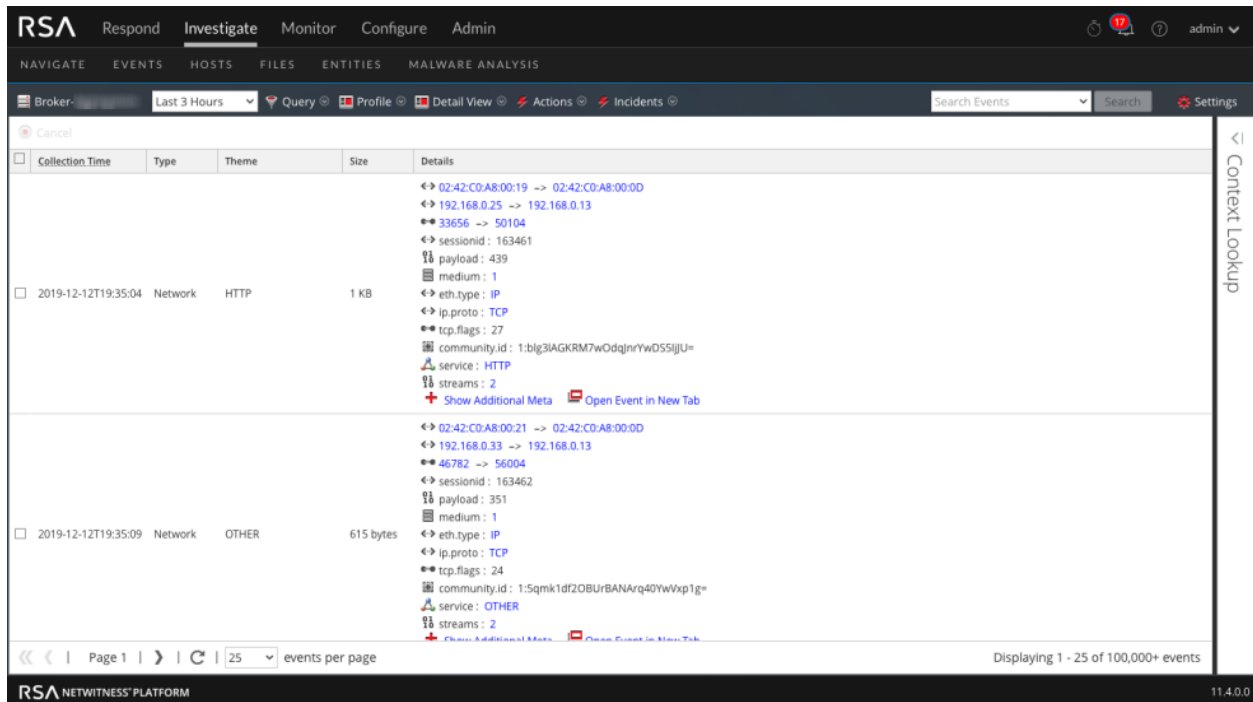 RSA Respond Investigate Monitor Configure Admin 17 admin
NAVIGATE EVENTS HOSTS FILES ENTITIES MALWARE ANALYSIS
Broker- Last 3 Hours Query Profile Detail View Actions Incidents Search Events Search Settings
Cancel
Collection Time Type Theme Size Details
Context Lookup
02:42:C0:A8:00:19 -> 02:42:C0:A8:00:0D
192.168.0.25 -> 192.168.0.13
33656 -> 50104
sessionid : 163461
payload : 439
medium : 1
2019-12-12T19:35:04 Network HTTP 1 KB
eth.type : IP
ip.proto : TCP
tcp.flags : 27
community.id : 1:blg3lAGKRM7wOdqJnrYwDS5IjJU=
service : HTTP
streams : 2
Show Additional Meta Open Event in New Tab
02:42:C0:A8:00:21 -> 02:42:C0:A8:00:0D
192.168.0.33 -> 192.168.0.13
46782 -> 56004
sessionid : 163462
payload : 351
medium : 1
2019-12-12T19:35:09 Network OTHER 615 bytes
eth.type : IP
ip.proto : TCP
tcp.flags : 24
community.id : 1:5qmk1df2OBUrBANArq40YwVxp1g=
service : OTHER
streams : 2
Show Additional Meta Open Event in New Tab
Page 1 25 events per page Displaying 1 - 25 of 100,000+ events
RSA NETWITNESS® PLATFORM 11.4.0.0